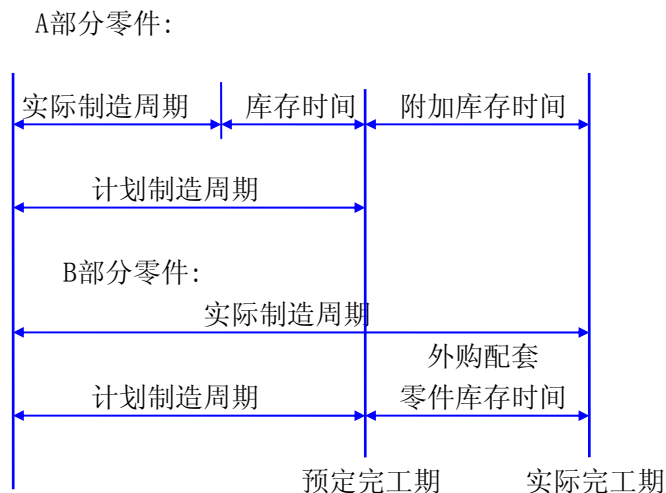 A部分零件:
实际制造周期 库存时间 附加库存时间
计划制造周期
B部分零件:
实际制造周期
外购配套
计划制造周期 零件库存时间
预定完工期 实际完工期